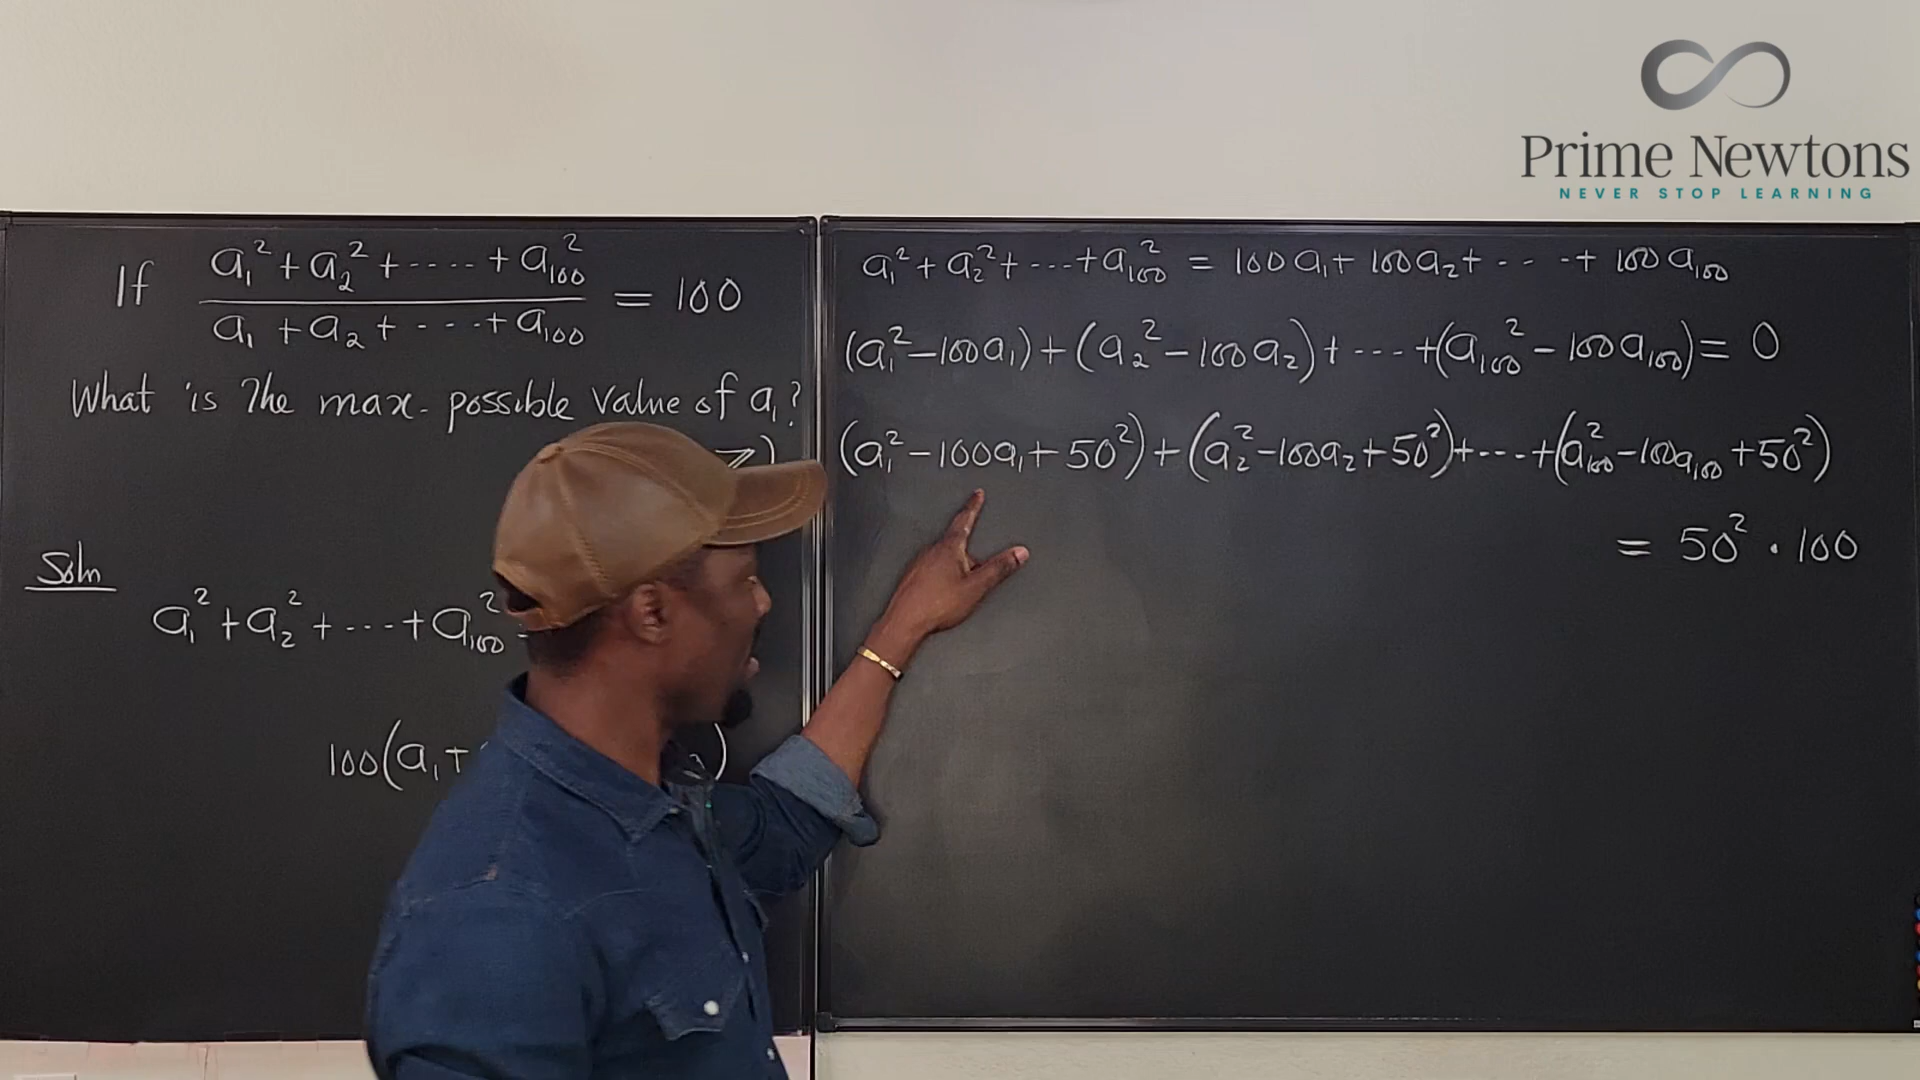 Prime Newtons
NEVER STOP LEARNING
If (a₁² + a₂² + ---- + a₁₀₀²) / (a₁ + a₂ + ---- + a₁₀₀) = 100
What is the max. possible value of a₁?
ℤ)
Soln
a₁² + a₂² + ---- + a₁₀₀²
100(a₁ +
)
a₁² + a₂² + --- + a₁₀₀² = 100a₁ + 100a₂ + --- + 100a₁₀₀
(a₁² - 100a₁) + (a₂² - 100a₂) + --- + (a₁₀₀² - 100a₁₀₀) = 0
(a₁² - 100a₁ + 50²) + (a₂² - 100a₂ + 50²) + --- + (a₁₀₀² - 100a₁₀₀ + 50²)
= 50² · 100